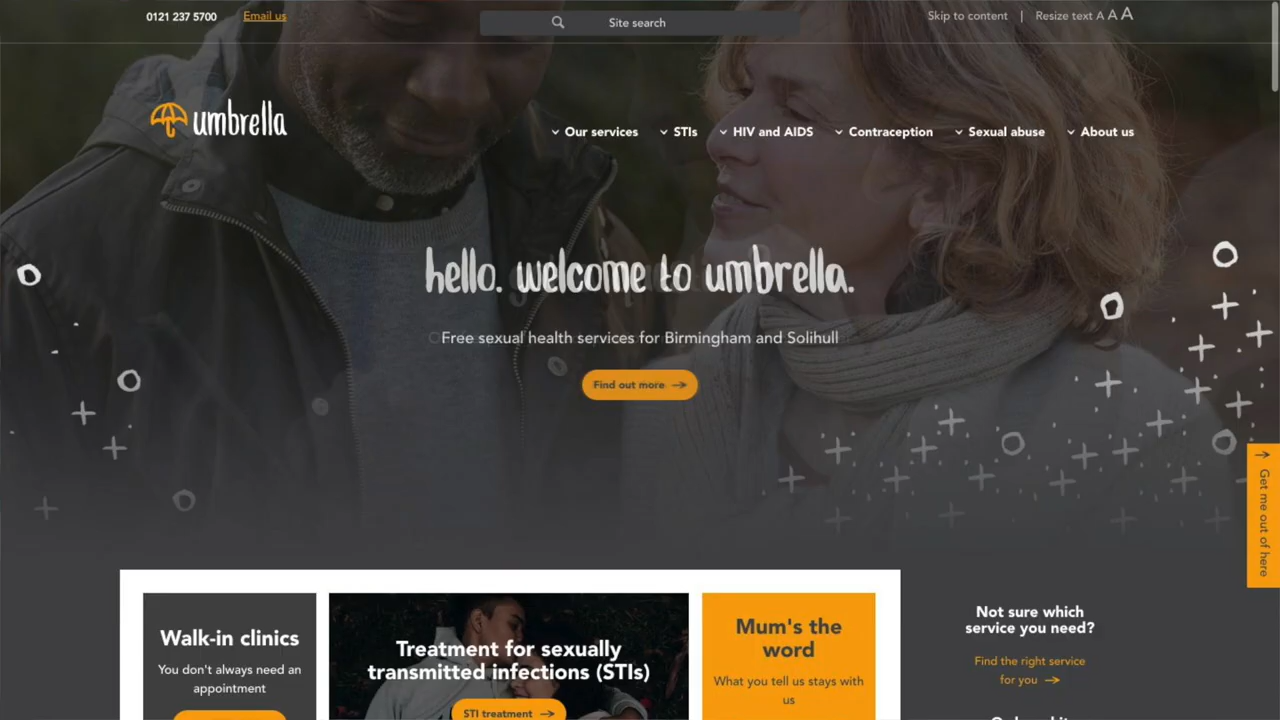 0121 237 5700
Email us
Site search
Skip to content | Resize text A A A
umbrella
Our services
STIs
HIV and AIDS
Contraception
Sexual abuse
About us
hello. welcome to umbrella.
Free sexual health services for Birmingham and Solihull
Find out more
Get me out of here
Walk-in clinics
You don't always need an
appointment
Treatment for sexually
transmitted infections (STIs)
STI treatment
Mum's the
word
What you tell us stays with
us
Not sure which
service you need?
Find the right service
for you